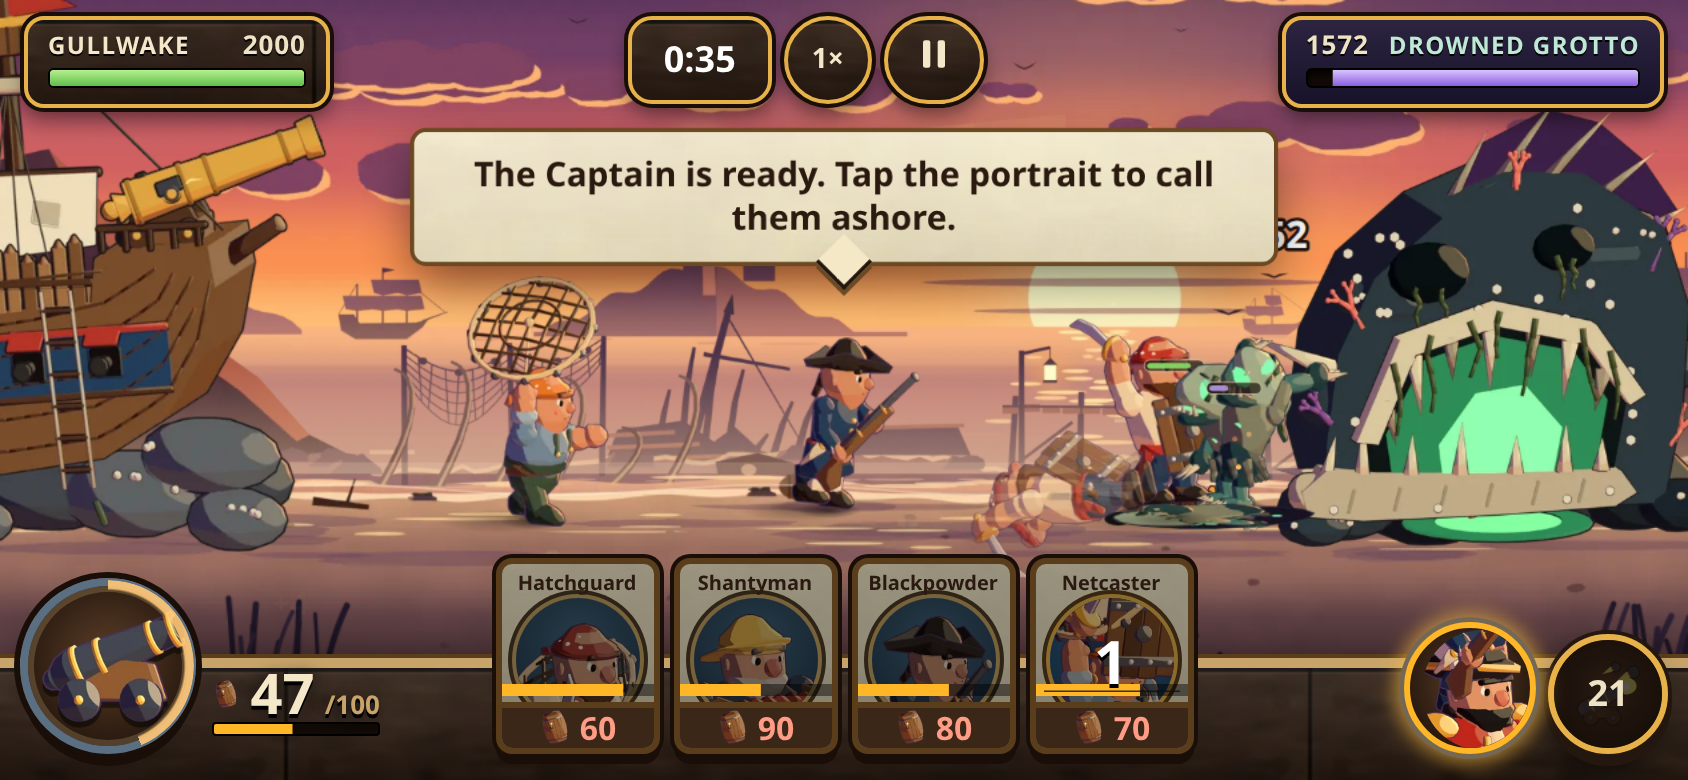 GULLWAKE 2000
0:35
1×
1572 DROWNED GROTTO
The Captain is ready. Tap the portrait to call
them ashore.
52
47 /100
Hatchguard
60
Shantyman
90
Blackpowder
80
Netcaster
1
70
21